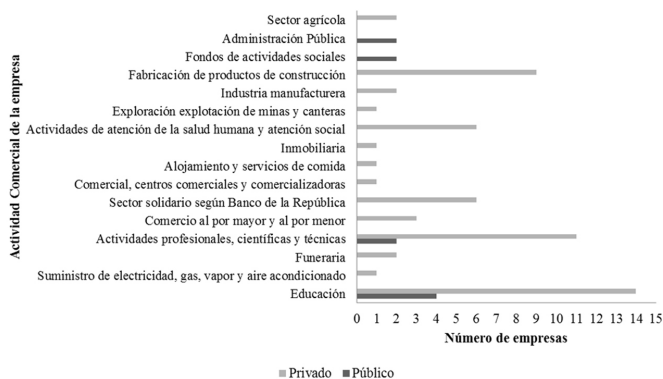 Actividad Comercial de la empresa
Sector agrícola
Administración Pública
Fondos de actividades sociales
Fabricación de productos de construcción
Industria manufacturera
Exploración explotación de minas y canteras
Actividades de atención de la salud humana y atención social
Inmobiliaria
Alojamiento y servicios de comida
Comercial, centros comerciales y comercializadoras
Sector solidario según Banco de la República
Comercio al por mayor y al por menor
Actividades profesionales, científicas y técnicas
Funeraria
Suministro de electricidad, gas, vapor y aire acondicionado
Educación
0 1 2 3 4 5 6 7 8 9 10 11 12 13 14 15
Número de empresas
Privado Público